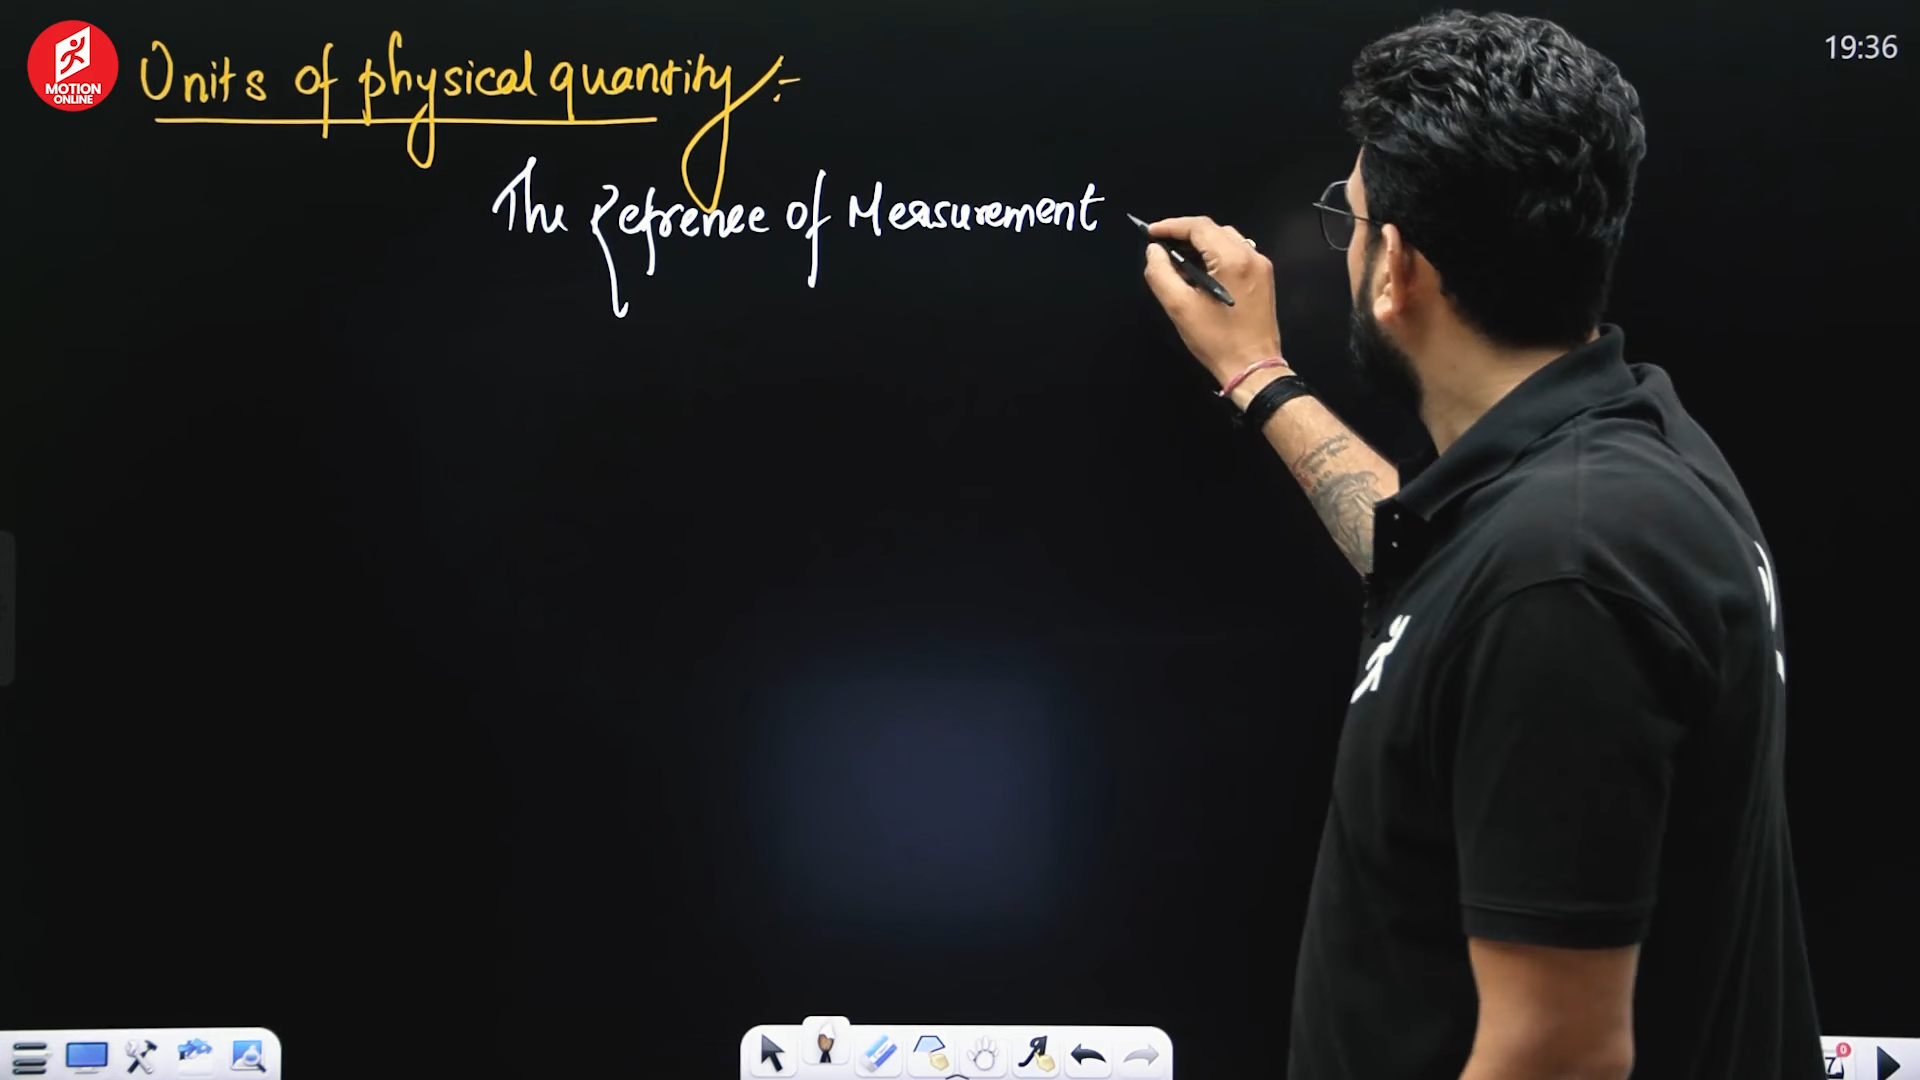 MOTION
ONLINE
Units of physical quantity :-
19:36
The Refrence of Measurement